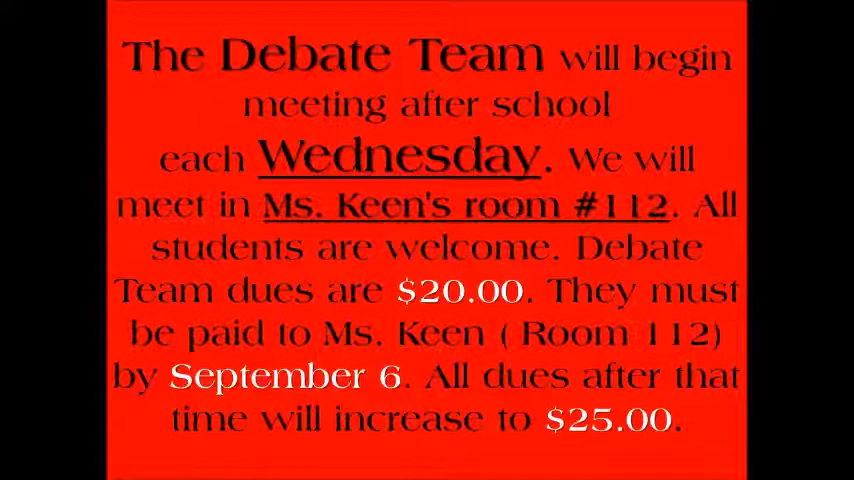 The Debate Team will begin
meeting after school
each Wednesday. We will
meet in Ms. Keen's room #112. All
students are welcome. Debate
Team dues are $20.00. They must
be paid to Ms. Keen ( Room 112)
by September 6. All dues after that
time will increase to $25.00.